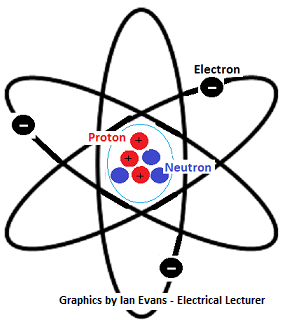 Electron
Proton
Neutron
Graphics by Ian Evans - Electrical Lecturer